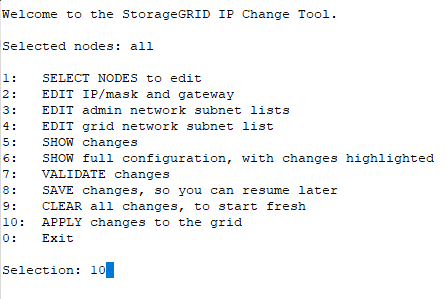 Welcome to the StorageGRID IP Change Tool.
Selected nodes: all
1: SELECT NODES to edit
2: EDIT IP/mask and gateway
3: EDIT admin network subnet lists
4: EDIT grid network subnet list
5: SHOW changes
6: SHOW full configuration, with changes highlighted
7: VALIDATE changes
8: SAVE changes, so you can resume later
9: CLEAR all changes, to start fresh
10: APPLY changes to the grid
0: Exit
Selection: 10